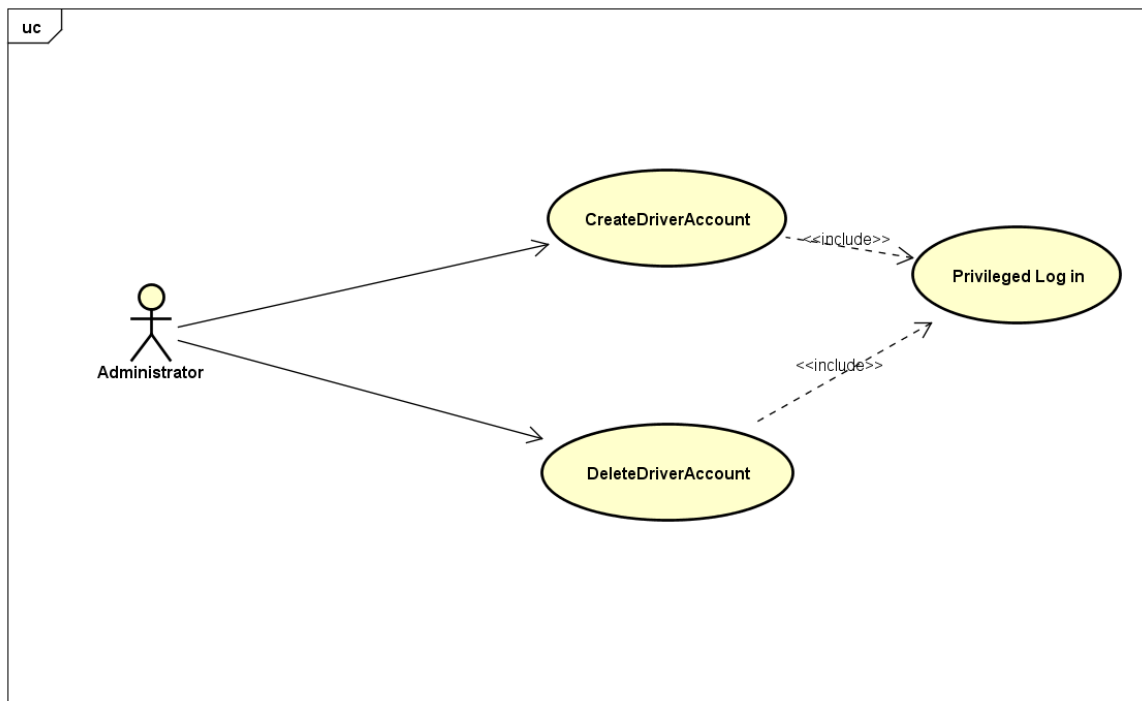 uc
CreateDriverAccount
<<include>>
Privileged Log in
Administrator
<<include>>
DeleteDriverAccount